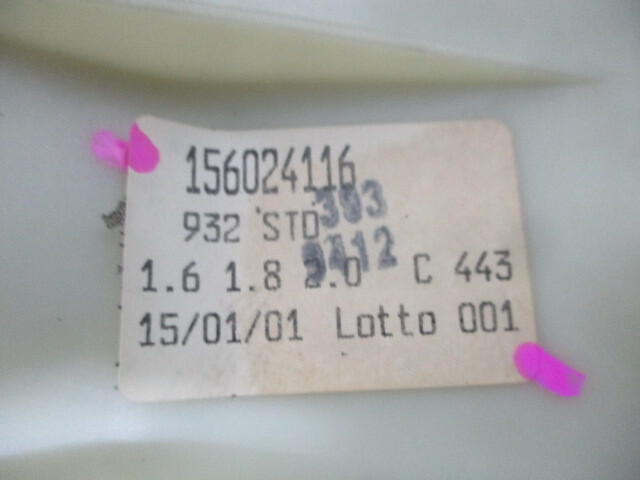 156024116
393
932 STD
1.6 1.8 2.0 C 443
15/01/01 Lotto 001